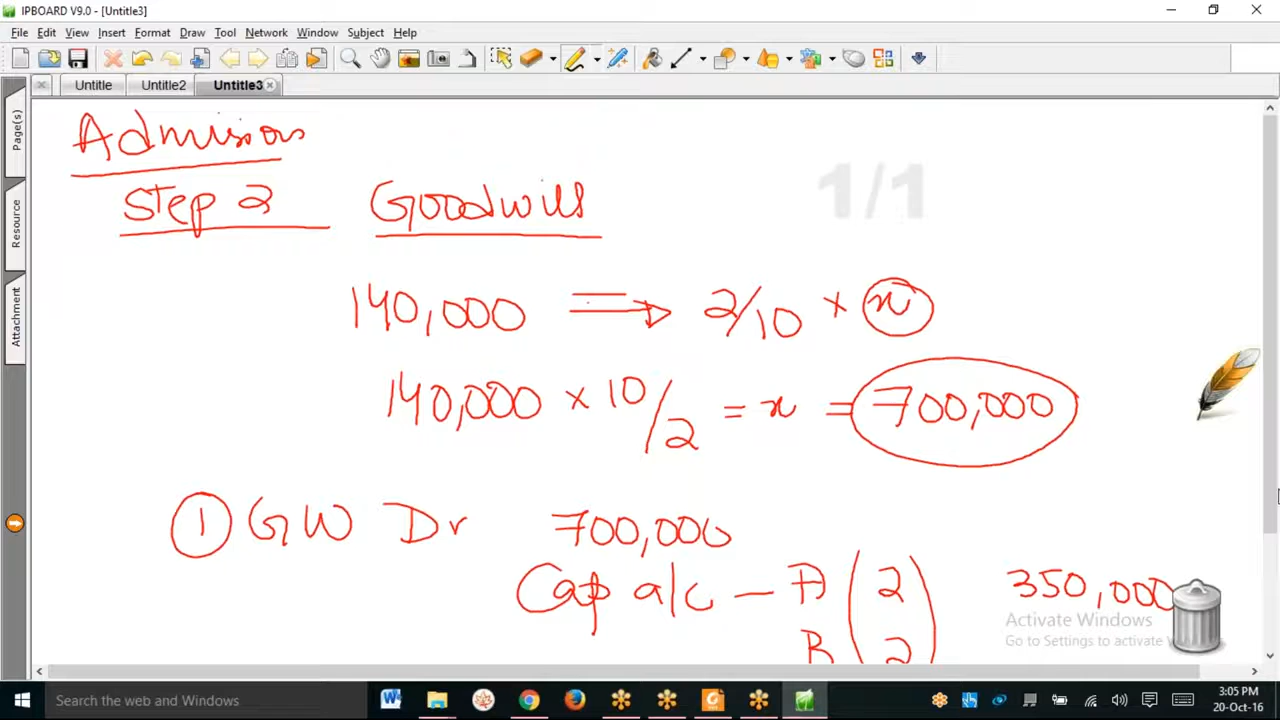 IPBOARD V9.0 - [Untitle3]
File Edit View Insert Format Draw Tool Network Window Subject Help
Untitle Untitle2 Untitle3
Page(s)
Resource
Attachment
1/1
Admission
Step 2 Goodwill
140,000 ⇒ 2/10 × x
140,000 × 10/2 = x = 700,000
① GW Dr 700,000
Cap a/c - A ( 2 ) 350,000
B 2
Activate Windows
Go to Settings to activate W
Search the web and Windows
3:05 PM
20-Oct-16